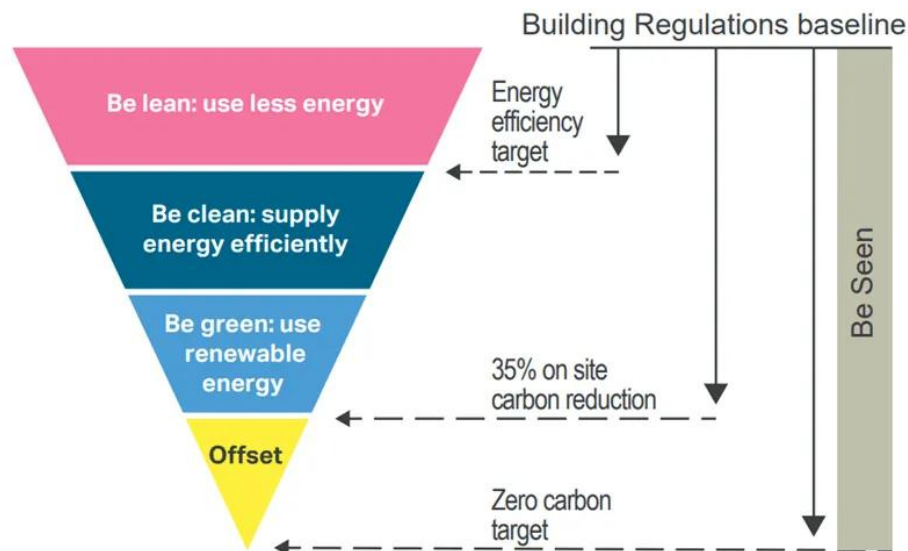 Building Regulations baseline
Be lean: use less energy
Energy
efficiency
target
Be clean: supply
energy efficiently
Be Seen
Be green: use
renewable
energy
35% on site
carbon reduction
Offset
Zero carbon
target